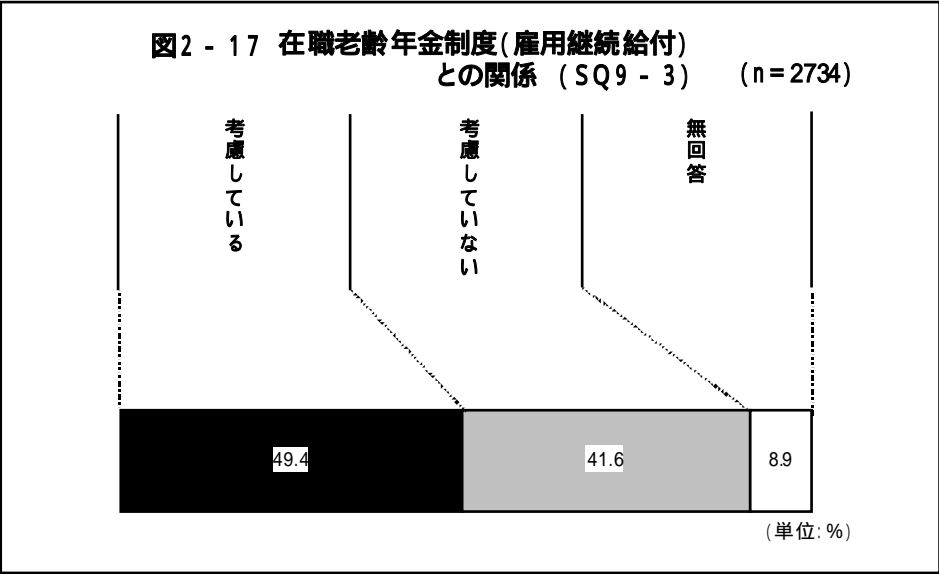 図2-17 在職老齢年金制度(雇用継続給付)
との関係 (SQ9-3) (n=2734)
考慮している
考慮していない
無回答
49.4
41.6
8.9
(単位:%)